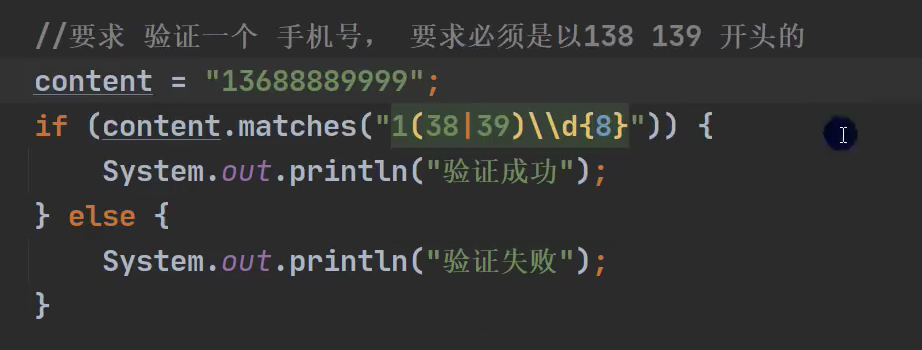 //要求 验证一个 手机号， 要求必须是以138 139 开头的
content = "13688889999";
if (content.matches("1(38|39)\\d{8}")) {
System.out.println("验证成功");
} else {
System.out.println("验证失败");
}